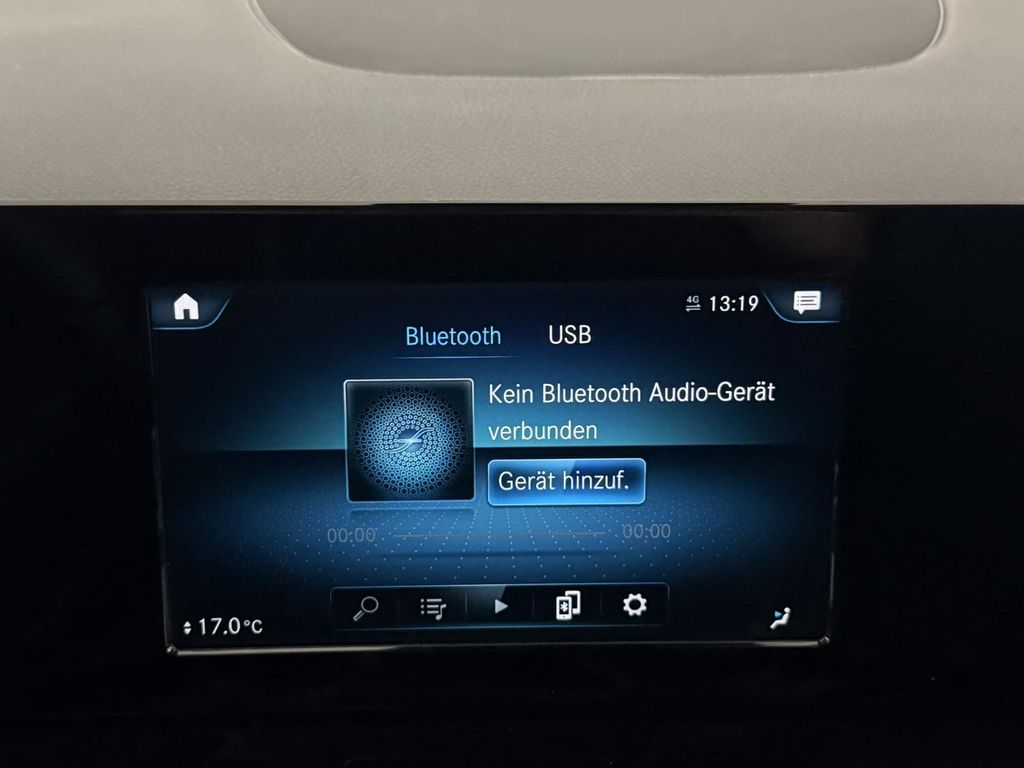 4G 13:19
Bluetooth USB
Kein Bluetooth Audio-Gerät
verbunden
Gerät hinzuf.
00:00 00:00
17.0°C